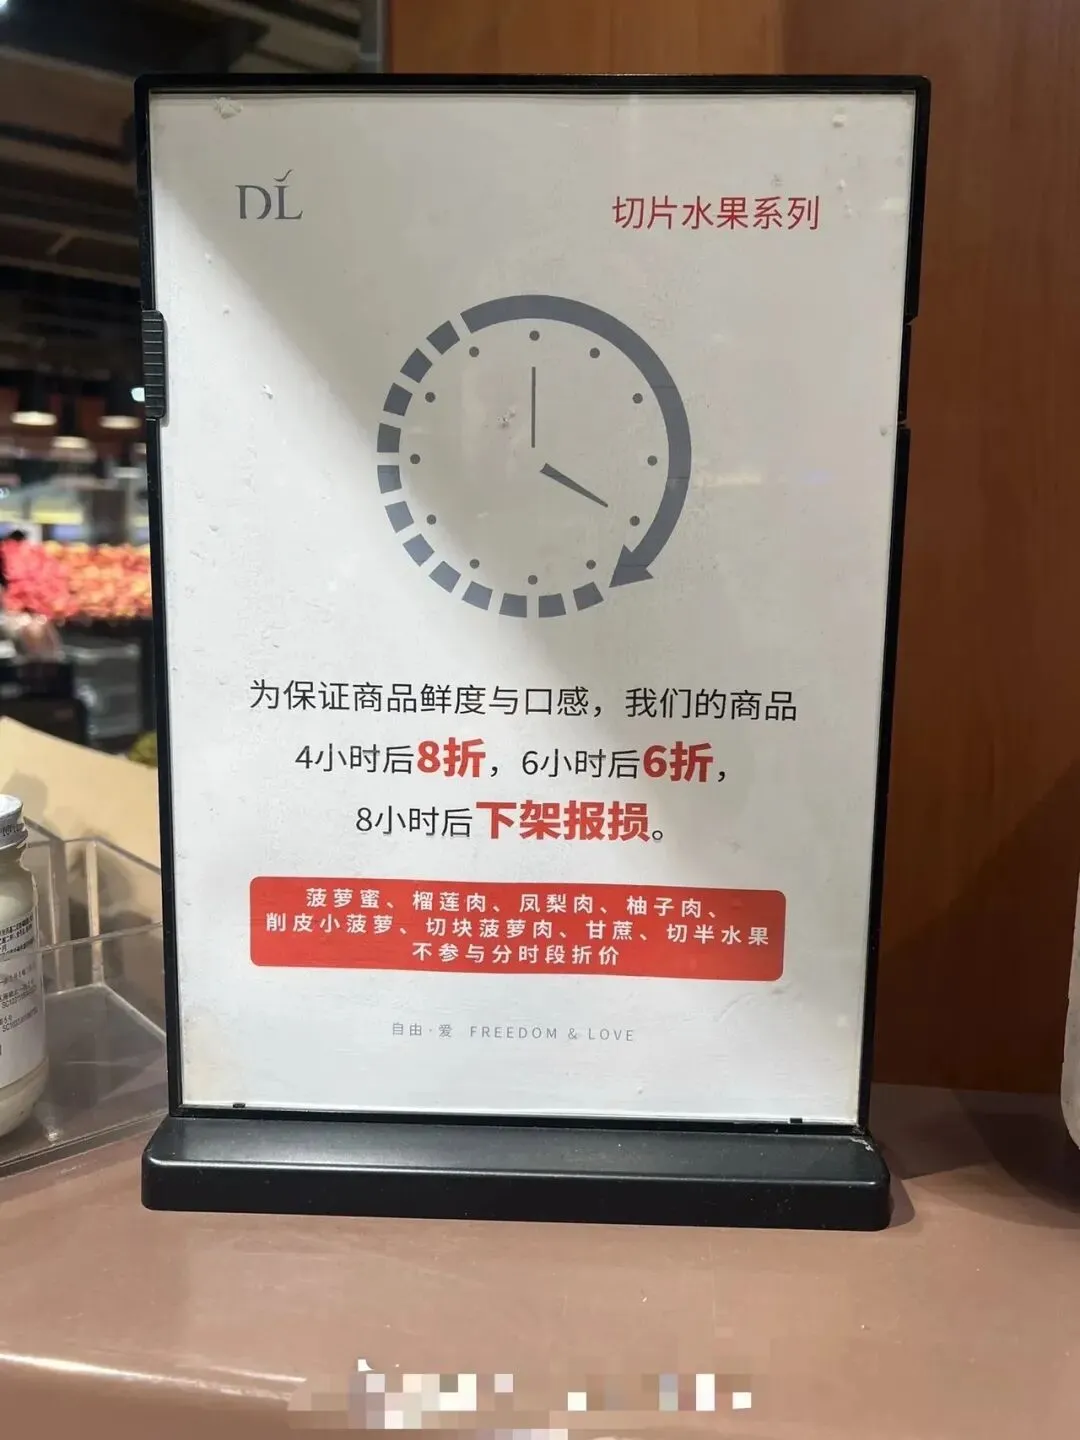 DL
切片水果系列
为保证商品鲜度与口感，我们的商品
4小时后8折，6小时后6折，
8小时后下架报损。
菠萝蜜、榴莲肉、凤梨肉、柚子肉、
削皮小菠萝、切块菠萝肉、甘蔗、切半水果
不参与分时段折价
自由·爱 FREEDOM & LOVE